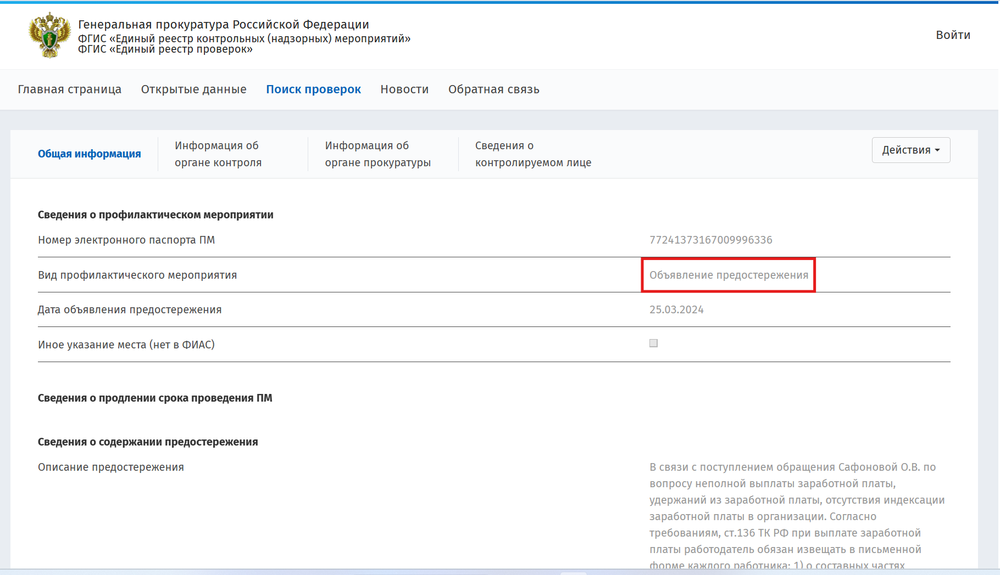 Генеральная прокуратура Российской Федерации
ФГИС «Единый реестр контрольных (надзорных) мероприятий»
ФГИС «Единый реестр проверок»
Войти
Главная страница Открытые данные Поиск проверок Новости Обратная связь
Общая информация
Информация об
органе контроля
Информация об
органе прокуратуры
Сведения о
контролируемом лице
Действия
Сведения о профилактическом мероприятии
Номер электронного паспорта ПМ 77241373167009996336
Вид профилактического мероприятия Объявление предостережения
Дата объявления предостережения 25.03.2024
Иное указание места (нет в ФИАС)
Сведения о продлении срока проведения ПМ
Сведения о содержании предостережения
Описание предостережения В связи с поступлением обращения Сафоновой О.В. по
вопросу неполной выплаты заработной платы,
удержаний из заработной платы, отсутствия индексации
заработной платы в организации. Согласно
требованиям, ст.136 ТК РФ при выплате заработной
платы работодатель обязан извещать в письменной
форме каждого работника: 1) о составных частях